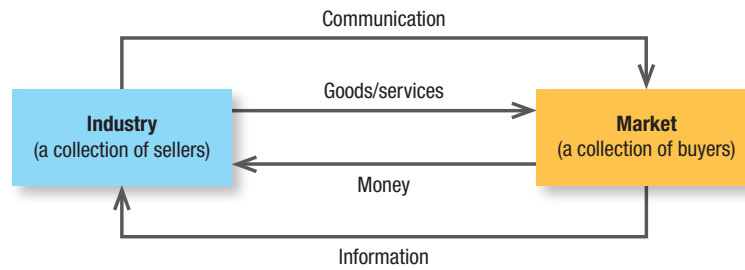 Communication
Goods/services
Industry
(a collection of sellers)
Market
(a collection of buyers)
Money
Information